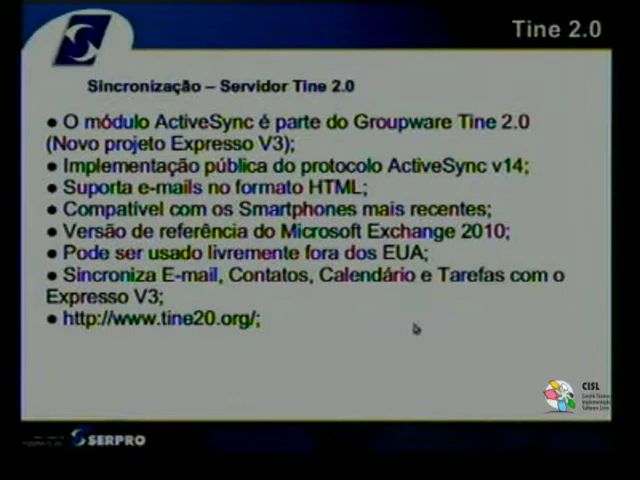 Tine 2.0
Sincronização – Servidor Tine 2.0
● O módulo ActiveSync é parte do Groupware Tine 2.0
(Novo projeto Expresso V3);
● Implementação pública do protocolo ActiveSync v14;
● Suporta e-mails no formato HTML;
● Compatível com os Smartphones mais recentes;
● Versão de referência do Microsoft Exchange 2010;
● Pode ser usado livremente fora dos EUA;
● Sincroniza E-mail, Contatos, Calendário e Tarefas com o
Expresso V3;
● http://www.tine20.org/;
CISL
SERPRO